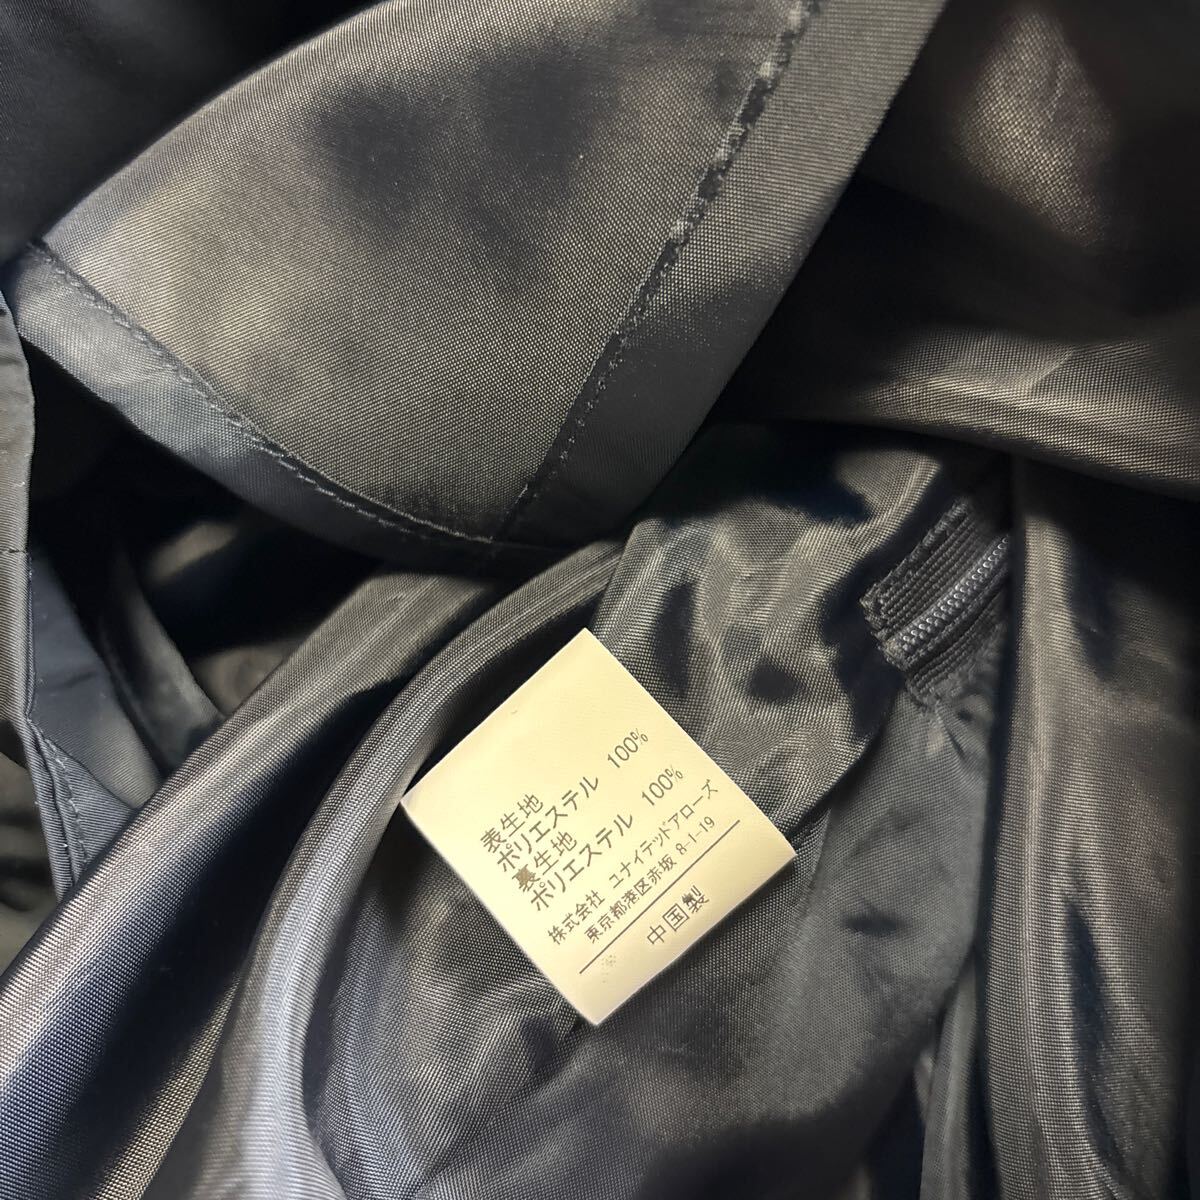 表生地
ポリエステル 100%
裏生地
ポリエステル 100%
株式会社 ユナイテッドアローズ
東京都港区赤坂 8-1-19
中国製